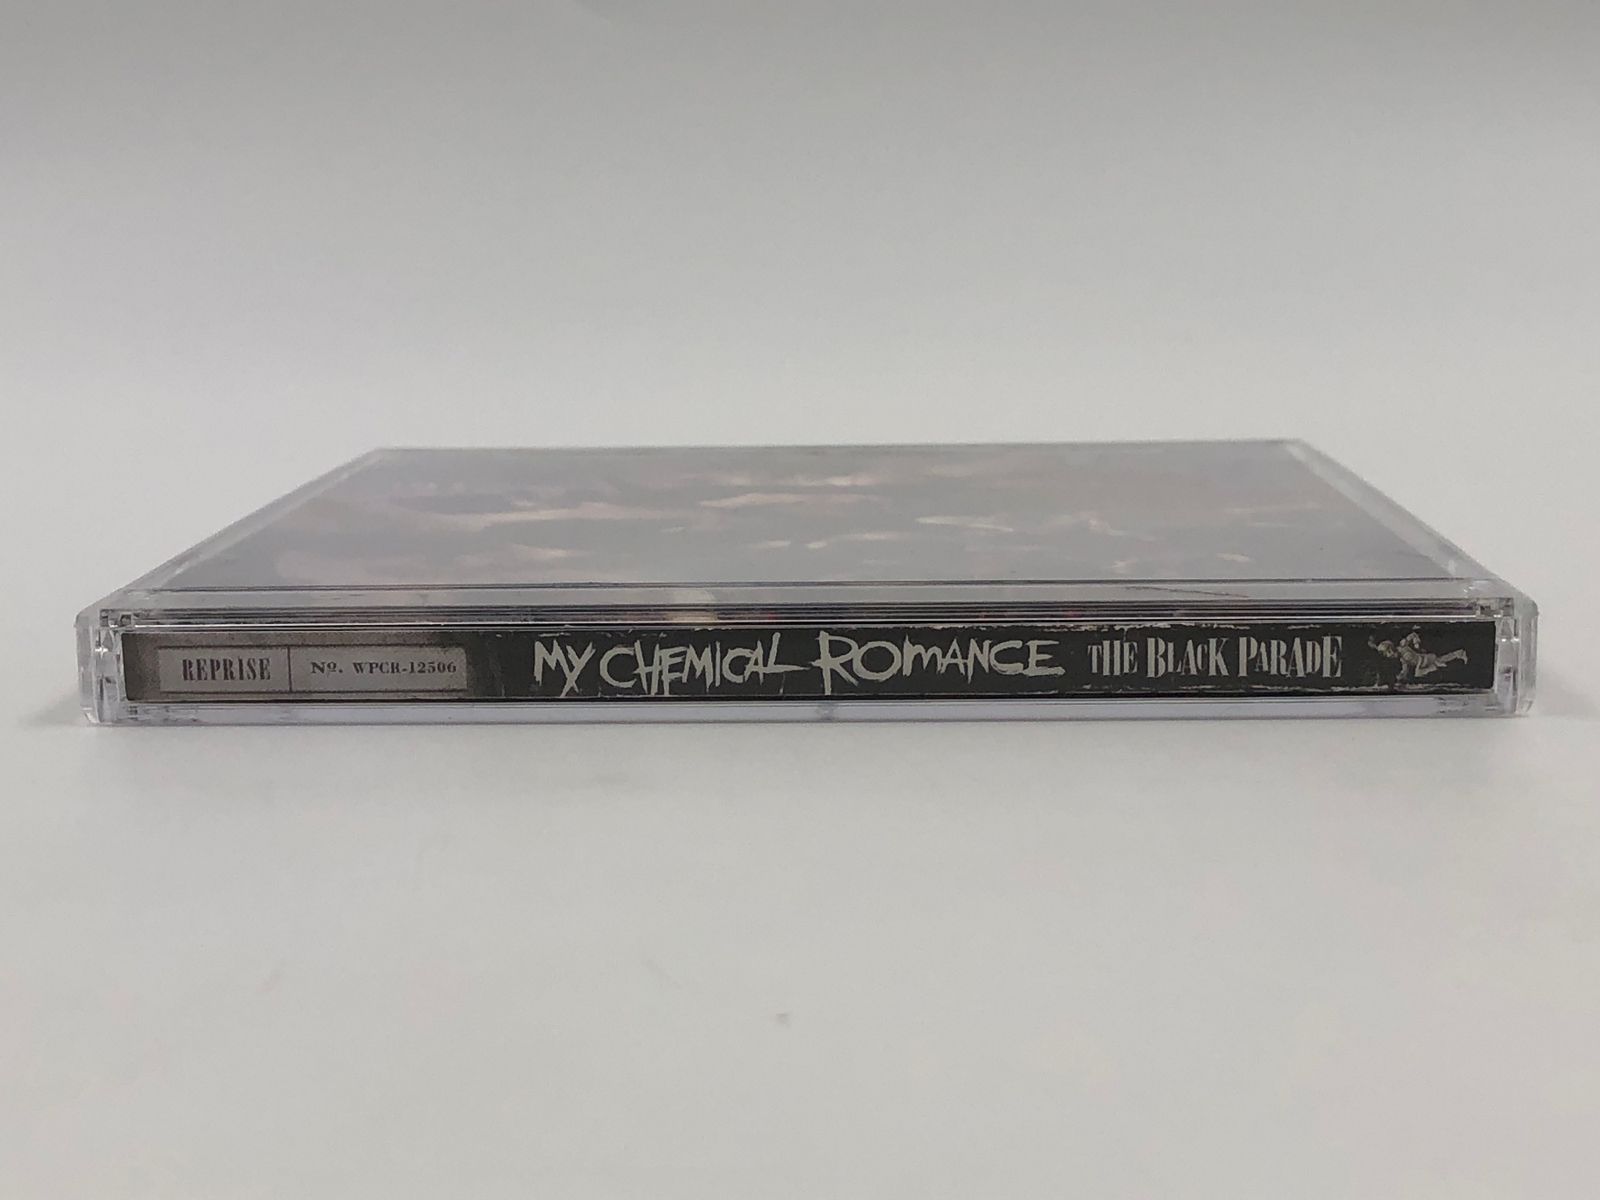 REPRISE Nº. WPCR-12506 MY CHEMICAL ROMANCE THE BLACK PARADE